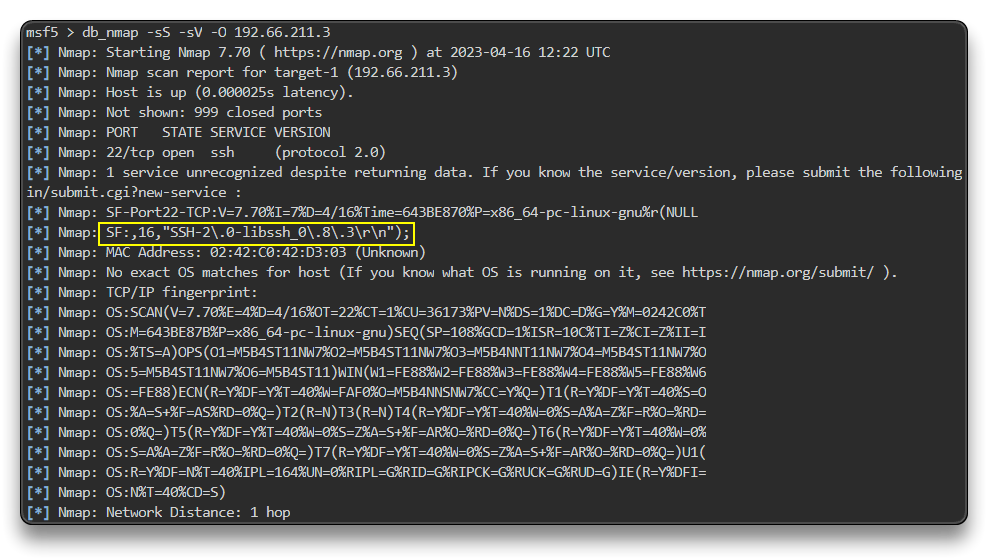 msf5 > db_nmap -sS -sV -O 192.66.211.3
[*] Nmap: Starting Nmap 7.70 ( https://nmap.org ) at 2023-04-16 12:22 UTC
[*] Nmap: Nmap scan report for target-1 (192.66.211.3)
[*] Nmap: Host is up (0.000025s latency).
[*] Nmap: Not shown: 999 closed ports
[*] Nmap: PORT   STATE SERVICE VERSION
[*] Nmap: 22/tcp open  ssh     (protocol 2.0)
[*] Nmap: 1 service unrecognized despite returning data. If you know the service/version, please submit the following
in/submit.cgi?new-service :
[*] Nmap: SF-Port22-TCP:V=7.70%I=7%D=4/16%Time=643BE870%P=x86_64-pc-linux-gnu%r(NULL
[*] Nmap: SF:,16,"SSH-2\.0-libssh_0\.8\.3\r\n");
[*] Nmap: MAC Address: 02:42:C0:42:D3:03 (Unknown)
[*] Nmap: No exact OS matches for host (If you know what OS is running on it, see https://nmap.org/submit/ ).
[*] Nmap: TCP/IP fingerprint:
[*] Nmap: OS:SCAN(V=7.70%E=4%D=4/16%OT=22%CT=1%CU=36173%PV=N%DS=1%DC=D%G=Y%M=0242C0%T
[*] Nmap: OS:M=643BE87B%P=x86_64-pc-linux-gnu)SEQ(SP=108%GCD=1%ISR=10C%TI=Z%CI=Z%II=I
[*] Nmap: OS:%TS=A)OPS(O1=M5B4ST11NW7%O2=M5B4ST11NW7%O3=M5B4NNT11NW7%O4=M5B4ST11NW7%O
[*] Nmap: OS:5=M5B4ST11NW7%O6=M5B4ST11)WIN(W1=FE88%W2=FE88%W3=FE88%W4=FE88%W5=FE88%W6
[*] Nmap: OS:=FE88)ECN(R=Y%DF=Y%T=40%W=FAF0%O=M5B4NNSNW7%CC=Y%Q=)T1(R=Y%DF=Y%T=40%S=O
[*] Nmap: OS:%A=S+%F=AS%RD=0%Q=)T2(R=N)T3(R=N)T4(R=Y%DF=Y%T=40%W=0%S=A%A=Z%F=R%O=%RD=
[*] Nmap: OS:0%Q=)T5(R=Y%DF=Y%T=40%W=0%S=Z%A=S+%F=AR%O=%RD=0%Q=)T6(R=Y%DF=Y%T=40%W=0%
[*] Nmap: OS:S=A%A=Z%F=R%O=%RD=0%Q=)T7(R=Y%DF=Y%T=40%W=0%S=Z%A=S+%F=AR%O=%RD=0%Q=)U1(
[*] Nmap: OS:R=Y%DF=N%T=40%IPL=164%UN=0%RIPL=G%RID=G%RIPCK=G%RUCK=G%RUD=G)IE(R=Y%DFI=
[*] Nmap: OS:N%T=40%CD=S)
[*] Nmap: Network Distance: 1 hop